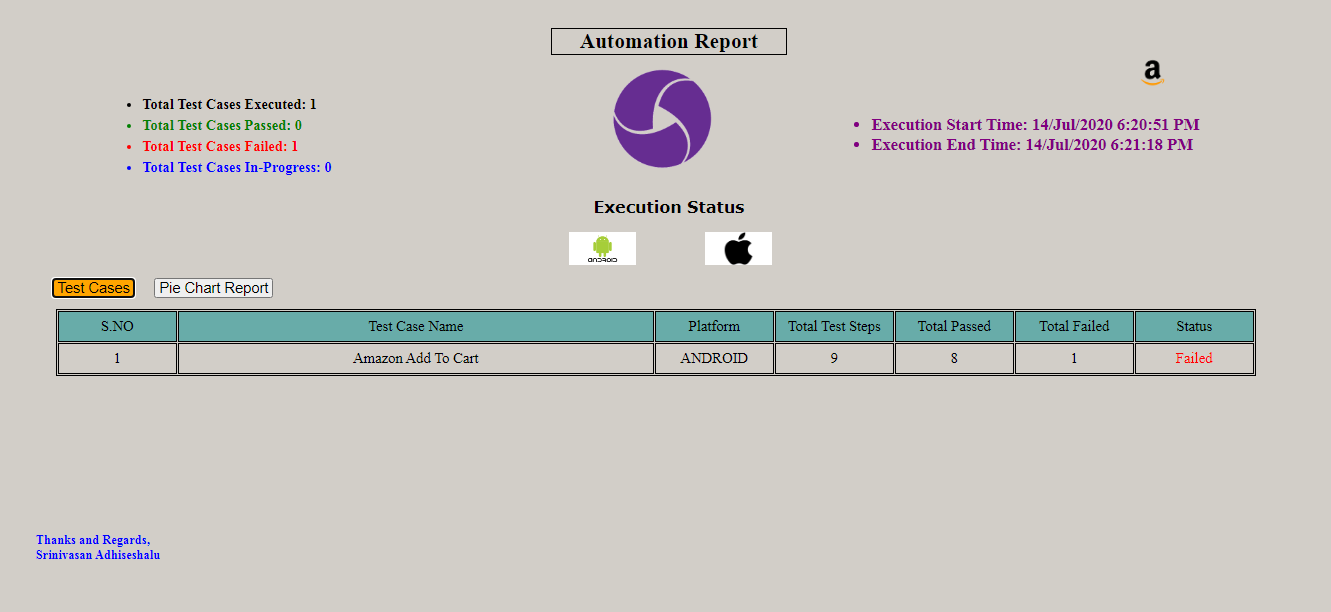 Automation Report
a
Total Test Cases Executed: 1
Total Test Cases Passed: 0
Total Test Cases Failed: 1
Total Test Cases In-Progress: 0
Execution Start Time: 14/Jul/2020 6:20:51 PM
Execution End Time: 14/Jul/2020 6:21:18 PM
Execution Status
ANDROID
Test Cases Pie Chart Report
S.NO Test Case Name Platform Total Test Steps Total Passed Total Failed Status
1 Amazon Add To Cart ANDROID 9 8 1 Failed
Thanks and Regards,
Srinivasan Adhiseshalu